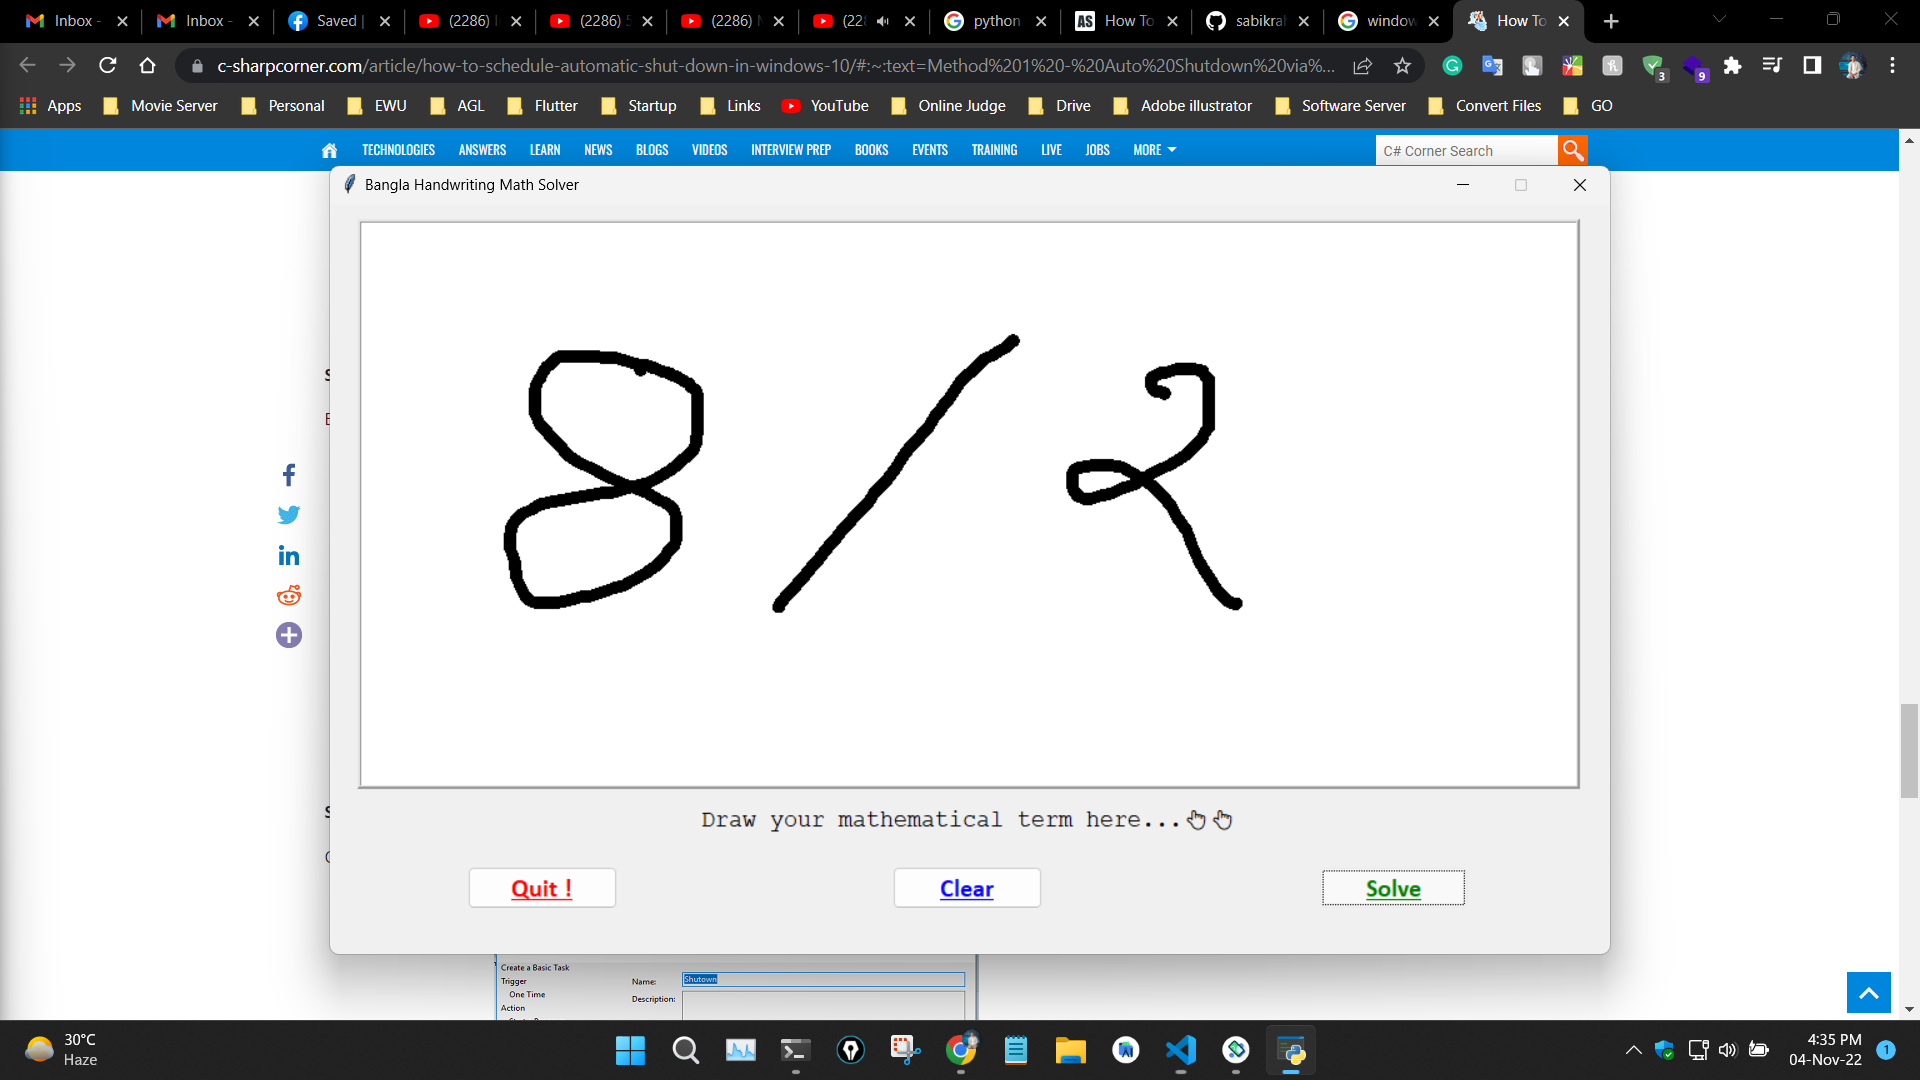 Inbox -
Inbox -
Saved |
(2286)
(2286)
(2286)
python
How To
sabikra
window
How To
c-sharpcorner.com/article/how-to-schedule-automatic-shut-down-in-windows-10/#:~:text=Method%201%20-%20Auto%20Shutdown%20via%...
3
9
Apps Movie Server Personal EWU AGL Flutter Startup Links YouTube Online Judge Drive Adobe illustrator Software Server Convert Files GO
TECHNOLOGIES ANSWERS LEARN NEWS BLOGS VIDEOS INTERVIEW PREP BOOKS EVENTS TRAINING LIVE JOBS MORE C# Corner Search
Bangla Handwriting Math Solver
৪ / ২
Draw your mathematical term here...
Quit ! Clear Solve
Create a Basic Task
Trigger Name: Shutown
One Time Description:
Action
30°C
Haze
4:35 PM
04-Nov-22
1